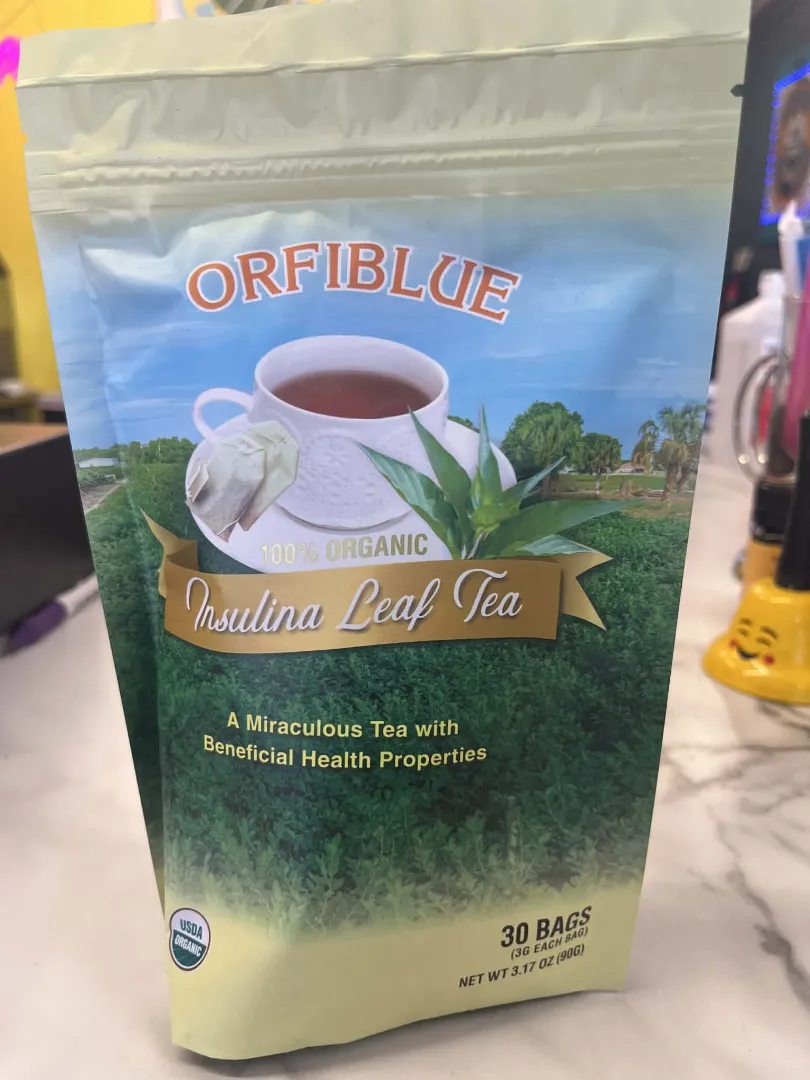 ORFIBLUE
100% ORGANIC
Insulina Leaf Tea
A Miraculous Tea with
Beneficial Health Properties
USDA
ORGANIC
30 BAGS
(3G EACH BAG)
NET WT 3.17 OZ (90G)